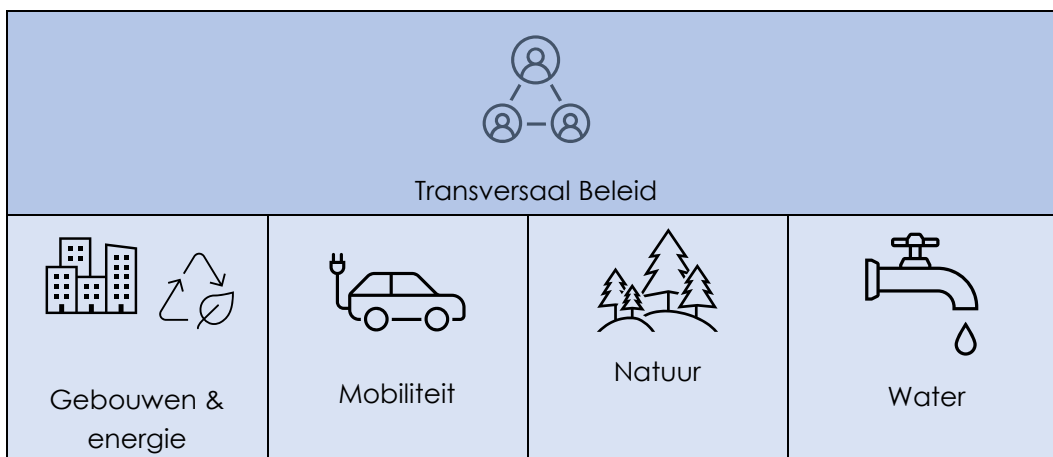 Transversaal Beleid
Gebouwen &
energie
Mobiliteit
Natuur
Water